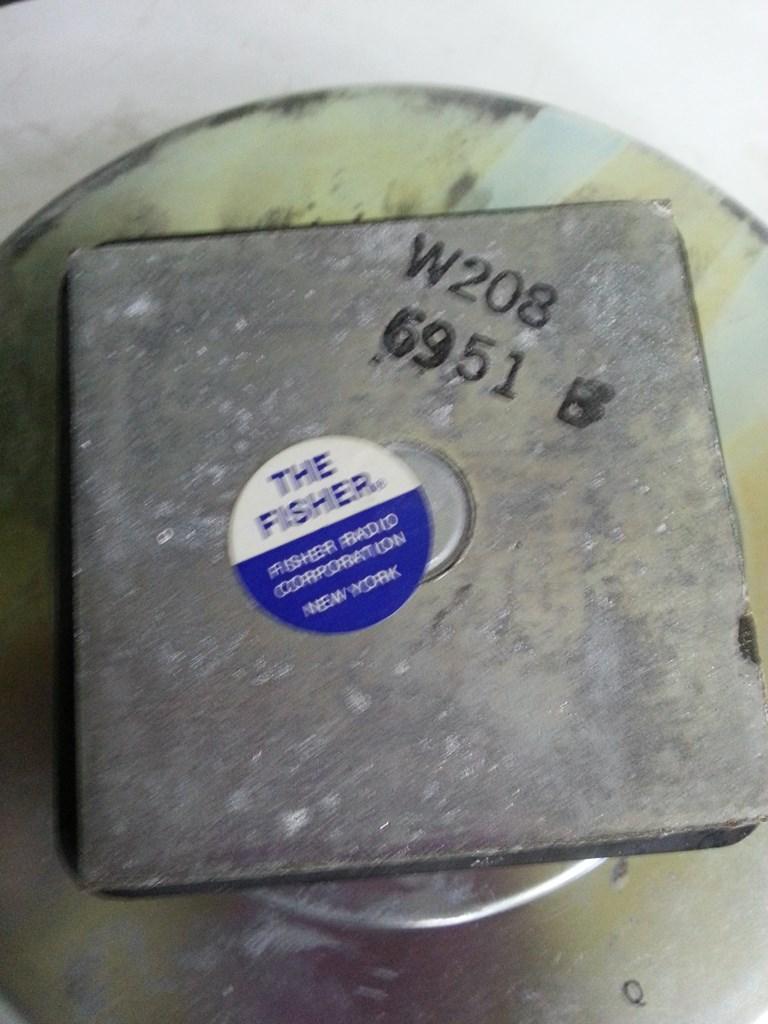 W208
6951 B
THE
FISHER®
FISHER RADIO
CORPORATION
NEW YORK
Q